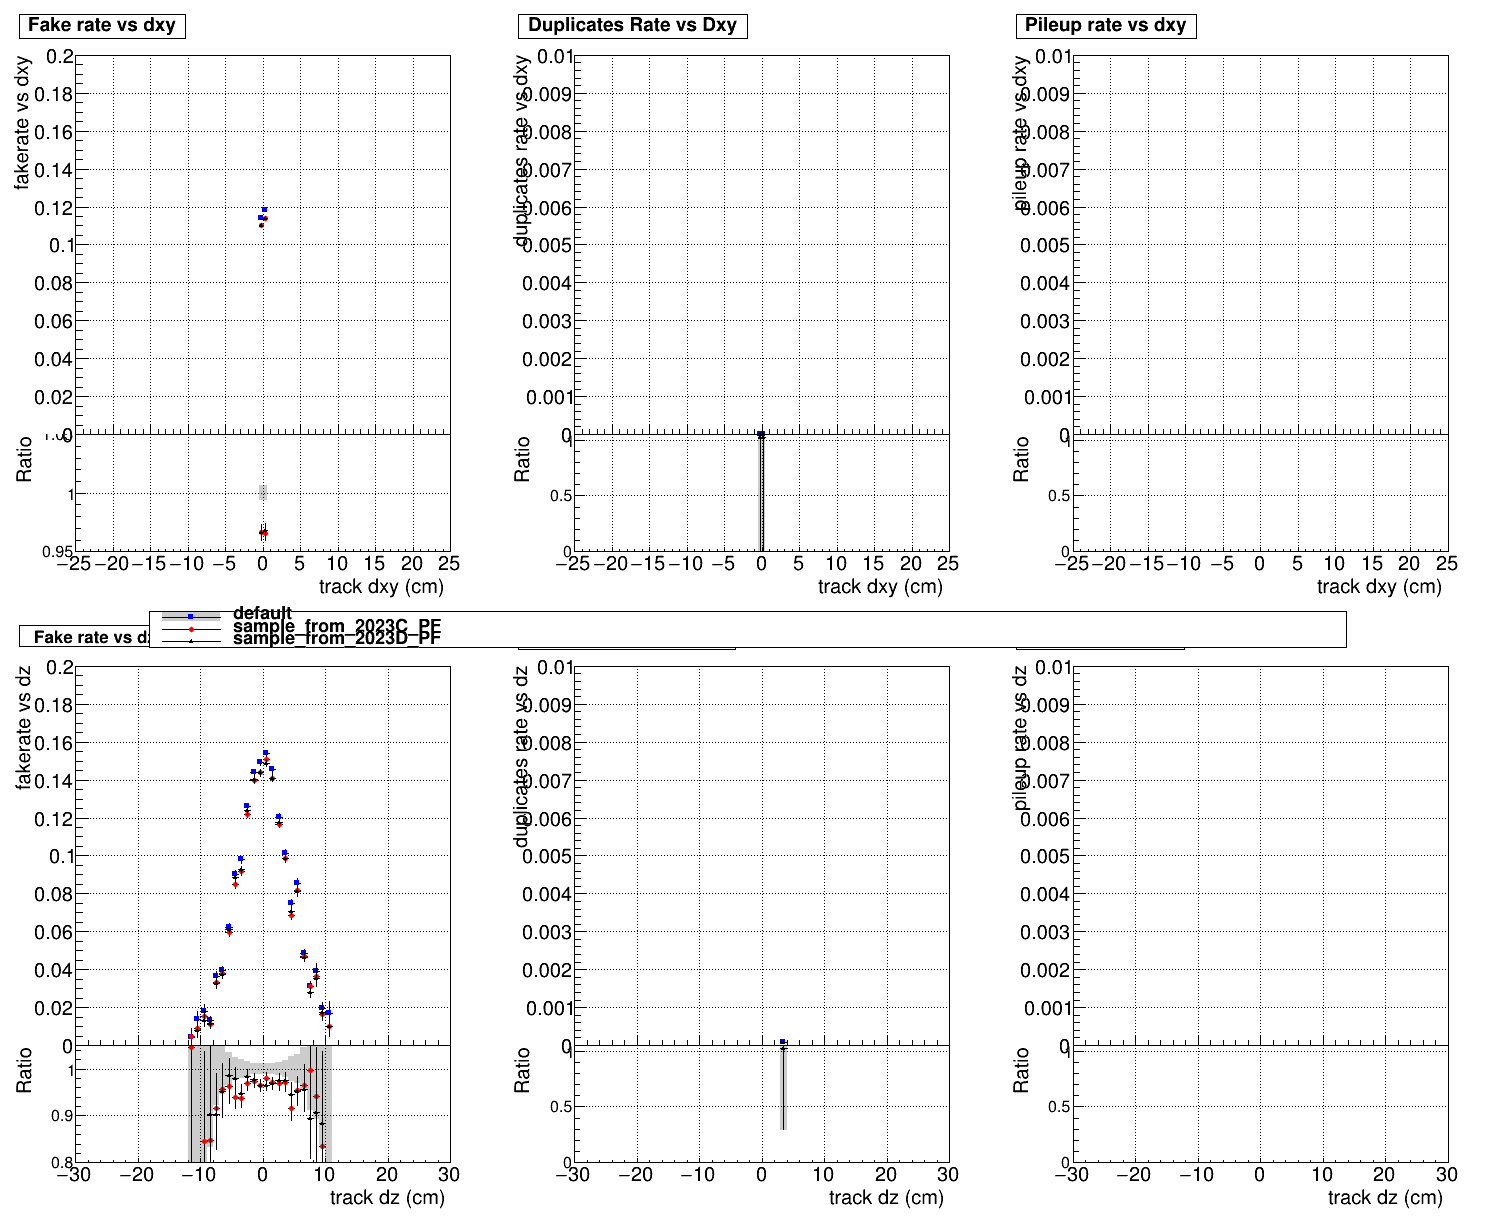 Fake rate vs dxy
Duplicates Rate vs Dxy
Pileup rate vs dxy
fakerate vs dxy
0.2
0.18
0.16
0.14
0.12
0.1
0.08
0.06
0.04
0.02
0
Ratio
1
0.95
−25 −20 −15 −10 −5 0 5 10 15 20 25
track dxy (cm)
duplicates rate vs dxy
0.01
0.009
0.008
0.007
0.006
0.005
0.004
0.003
0.002
0.001
0
Ratio
1
0.5
0
−25 −20 −15 −10 −5 0 5 10 15 20 25
track dxy (cm)
pileup rate vs dxy
0.01
0.009
0.008
0.007
0.006
0.005
0.004
0.003
0.002
0.001
0
Ratio
1
0.5
0
−25 −20 −15 −10 −5 0 5 10 15 20 25
track dxy (cm)
default
sample_from_2023C_PF
sample_from_2023D_PF
Fake rate vs dz
fakerate vs dz
0.2
0.18
0.16
0.14
0.12
0.1
0.08
0.06
0.04
0.02
0
Ratio
1
0.9
0.8
−30 −20 −10 0 10 20 30
track dz (cm)
duplicates rate vs dz
0.01
0.009
0.008
0.007
0.006
0.005
0.004
0.003
0.002
0.001
0
Ratio
1
0.5
0
−30 −20 −10 0 10 20 30
track dz (cm)
pileup rate vs dz
0.01
0.009
0.008
0.007
0.006
0.005
0.004
0.003
0.002
0.001
0
Ratio
1
0.5
0
−30 −20 −10 0 10 20 30
track dz (cm)